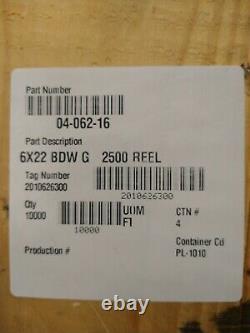 Part Number
04-062-16
Part Description
6X22 BDW G 2500 REEL
Tag Number
2010626300
2010626300
Qty
10000
UOM
FT
CTN #
4
10000
Production #
Container Cd
PL-1010